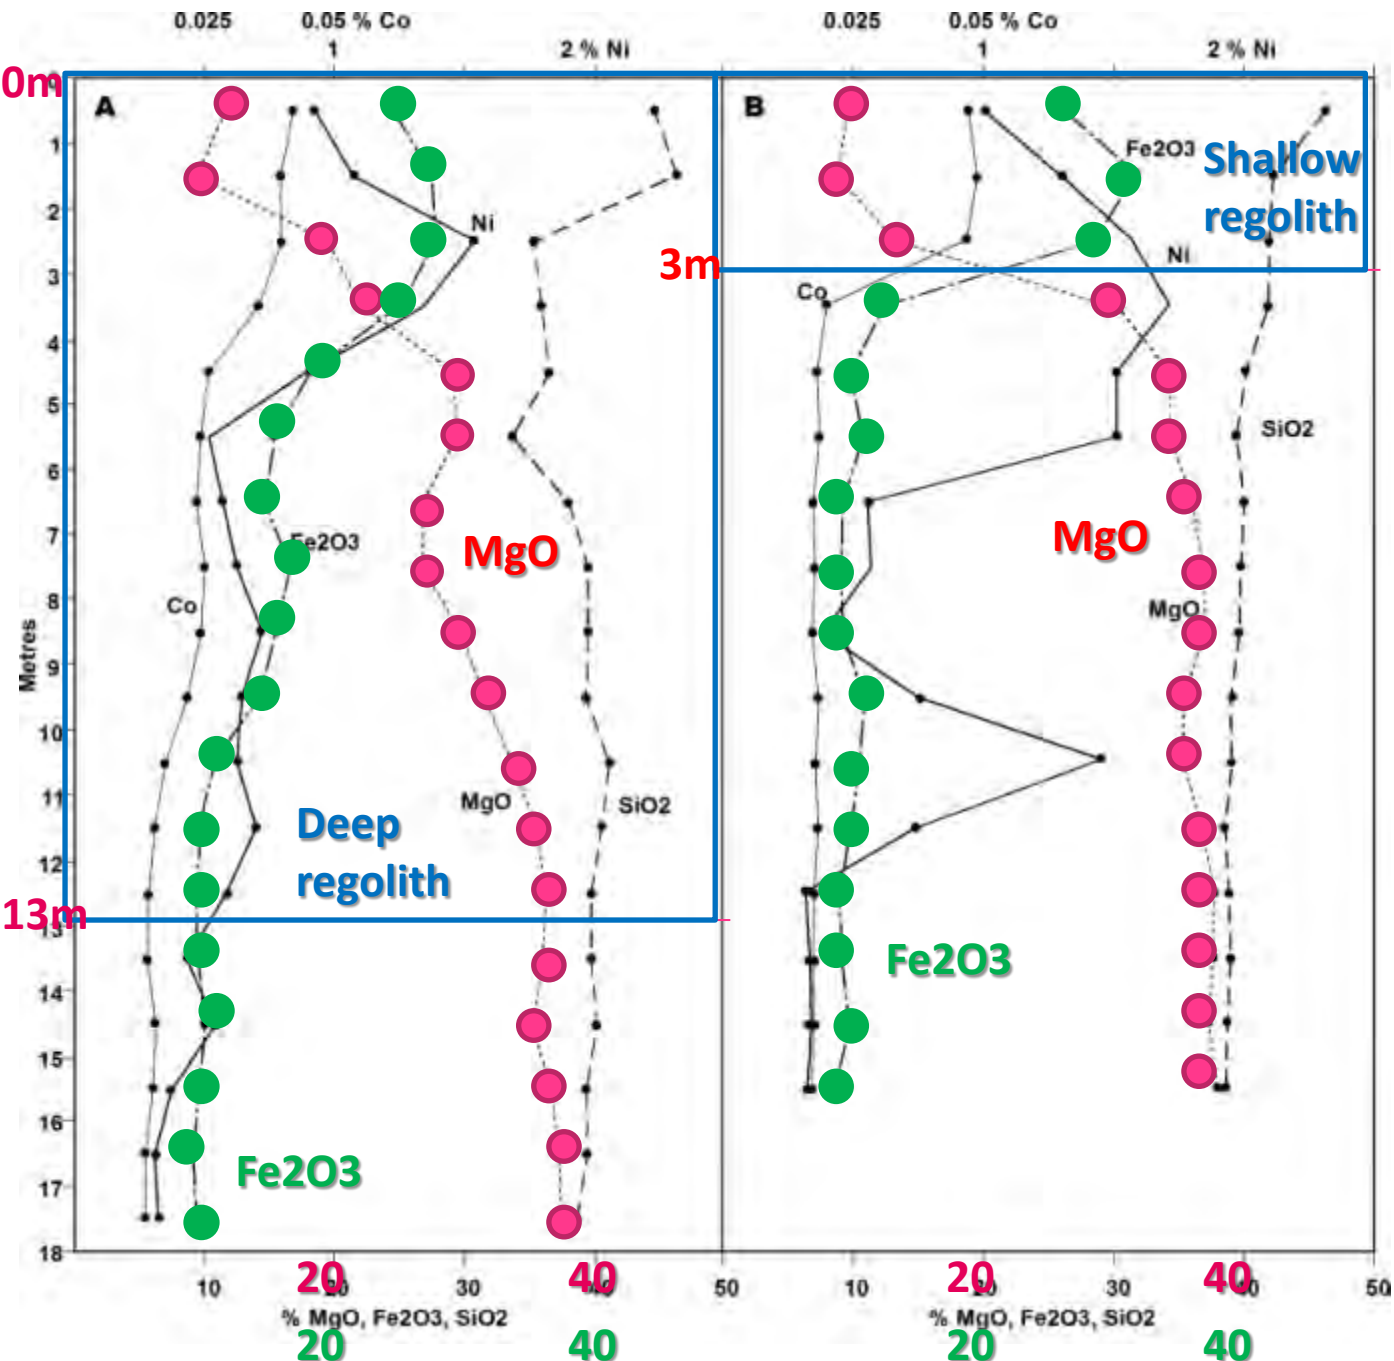 0.025 0.05 % Co
1 2 % Ni
0.025 0.05 % Co
1 2 % Ni
0m
A
B
Fe2O3
Shallow
regolith
1
2
Ni
Ni
3m
3
Co
4
5
SiO2
6
7
Fe2O3
MgO
MgO
8
Co
MgO
Metres
9
10
11
MgO
SiO2
Deep
regolith
12
13m
13
Fe2O3
14
15
16
Fe2O3
17
18
10 20 30 40 50 10 20 30 40 50
% MgO, Fe2O3, SiO2
% MgO, Fe2O3, SiO2
20 40 20 40